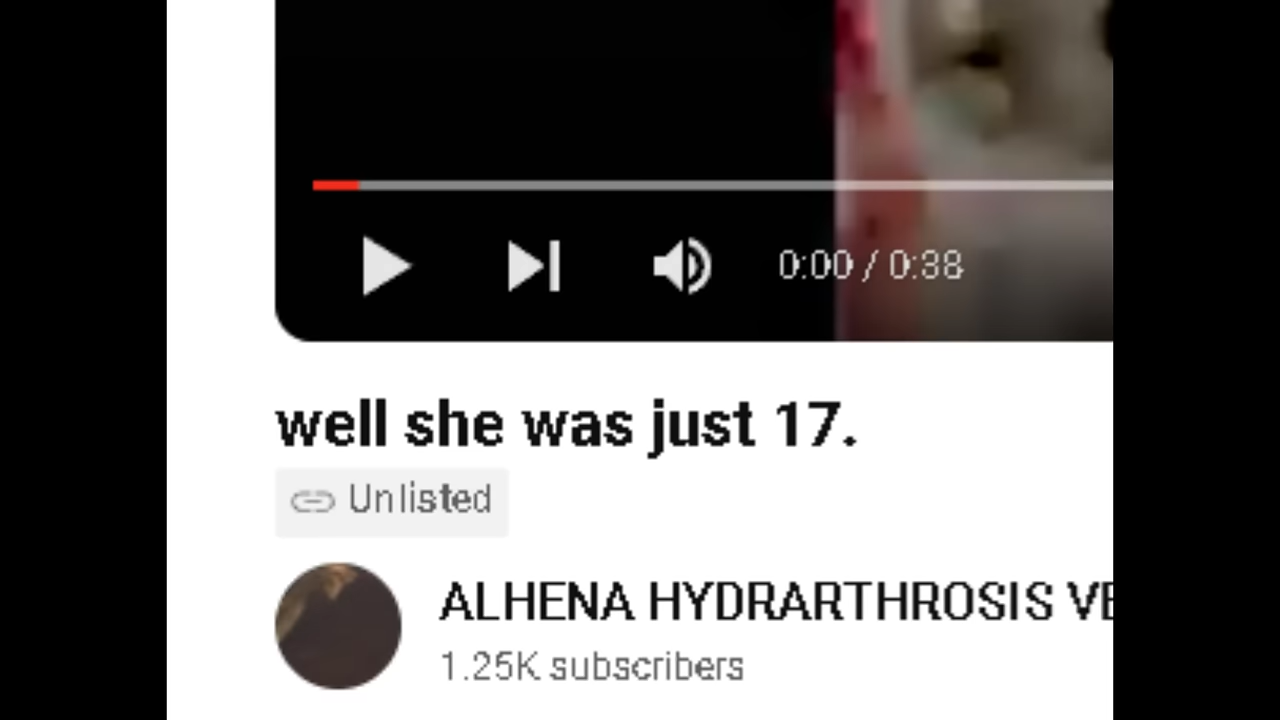 0:00 / 0:38
well she was just 17.
Unlisted
ALHENA HYDRARTHROSIS VE
1.25K subscribers